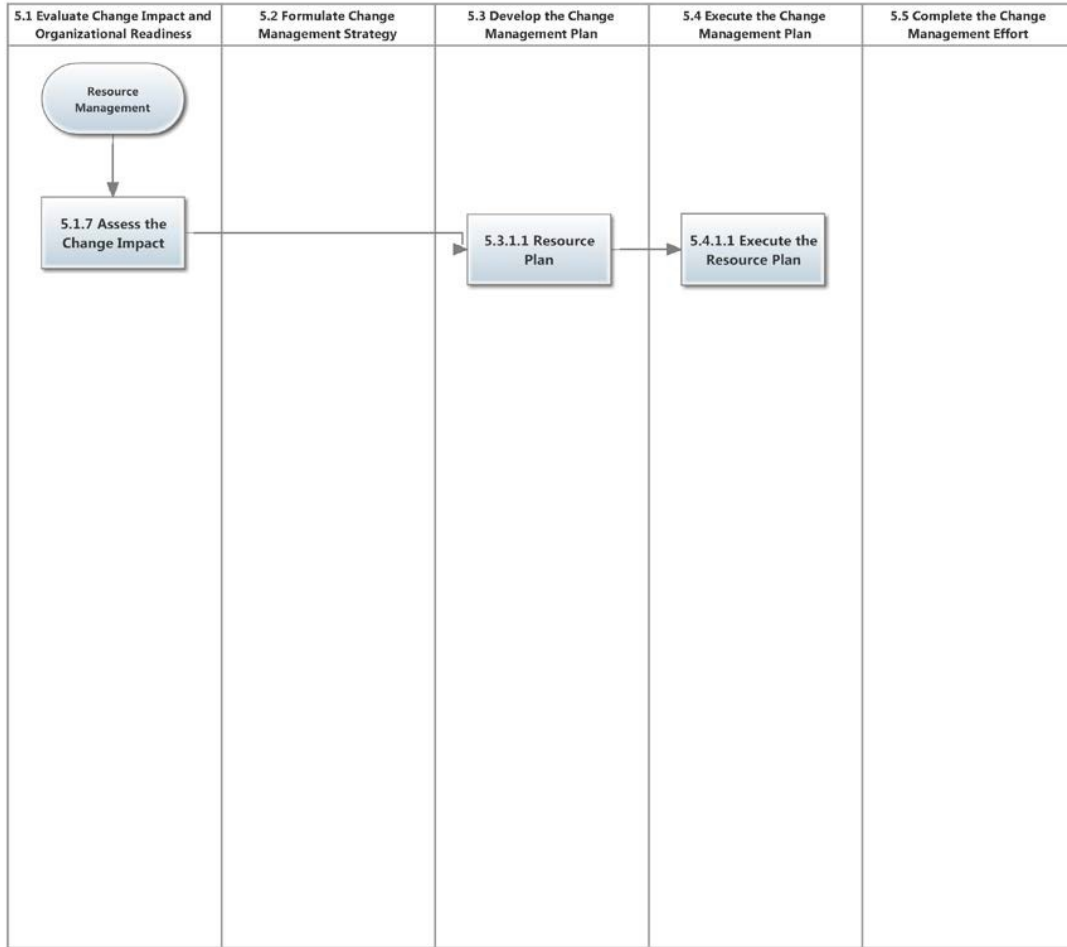 5.1 Evaluate Change Impact and
Organizational Readiness
5.2 Formulate Change
Management Strategy
5.3 Develop the Change
Management Plan
5.4 Execute the Change
Management Plan
5.5 Complete the Change
Management Effort
Resource
Management
5.1.7 Assess the
Change Impact
5.3.1.1 Resource
Plan
5.4.1.1 Execute the
Resource Plan